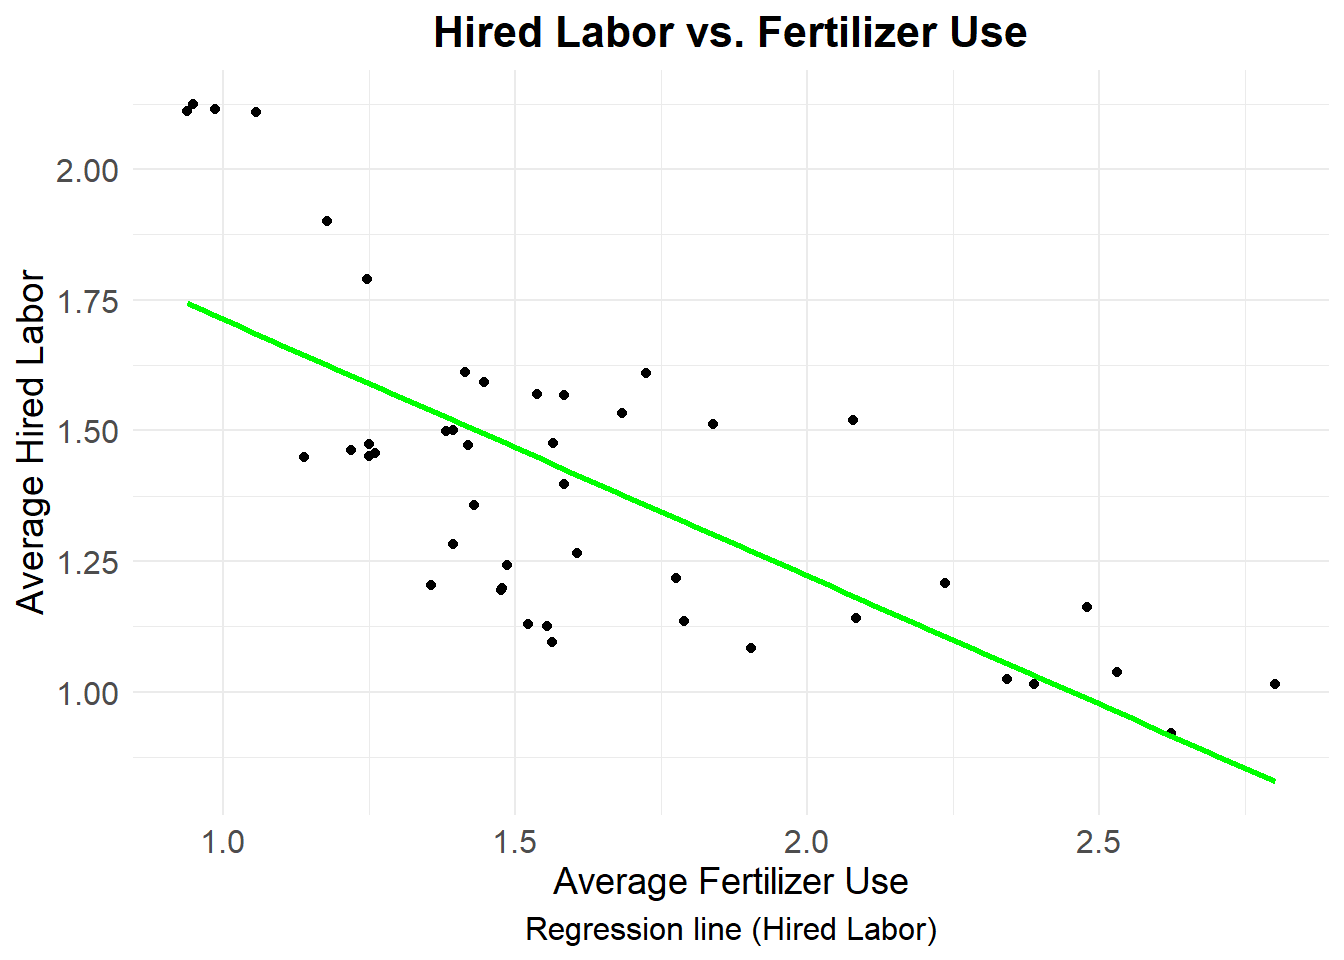 Hired Labor vs. Fertilizer Use
2.00
1.75
1.50
1.25
1.00
Average Hired Labor
1.0 1.5 2.0 2.5
Average Fertilizer Use
Regression line (Hired Labor)